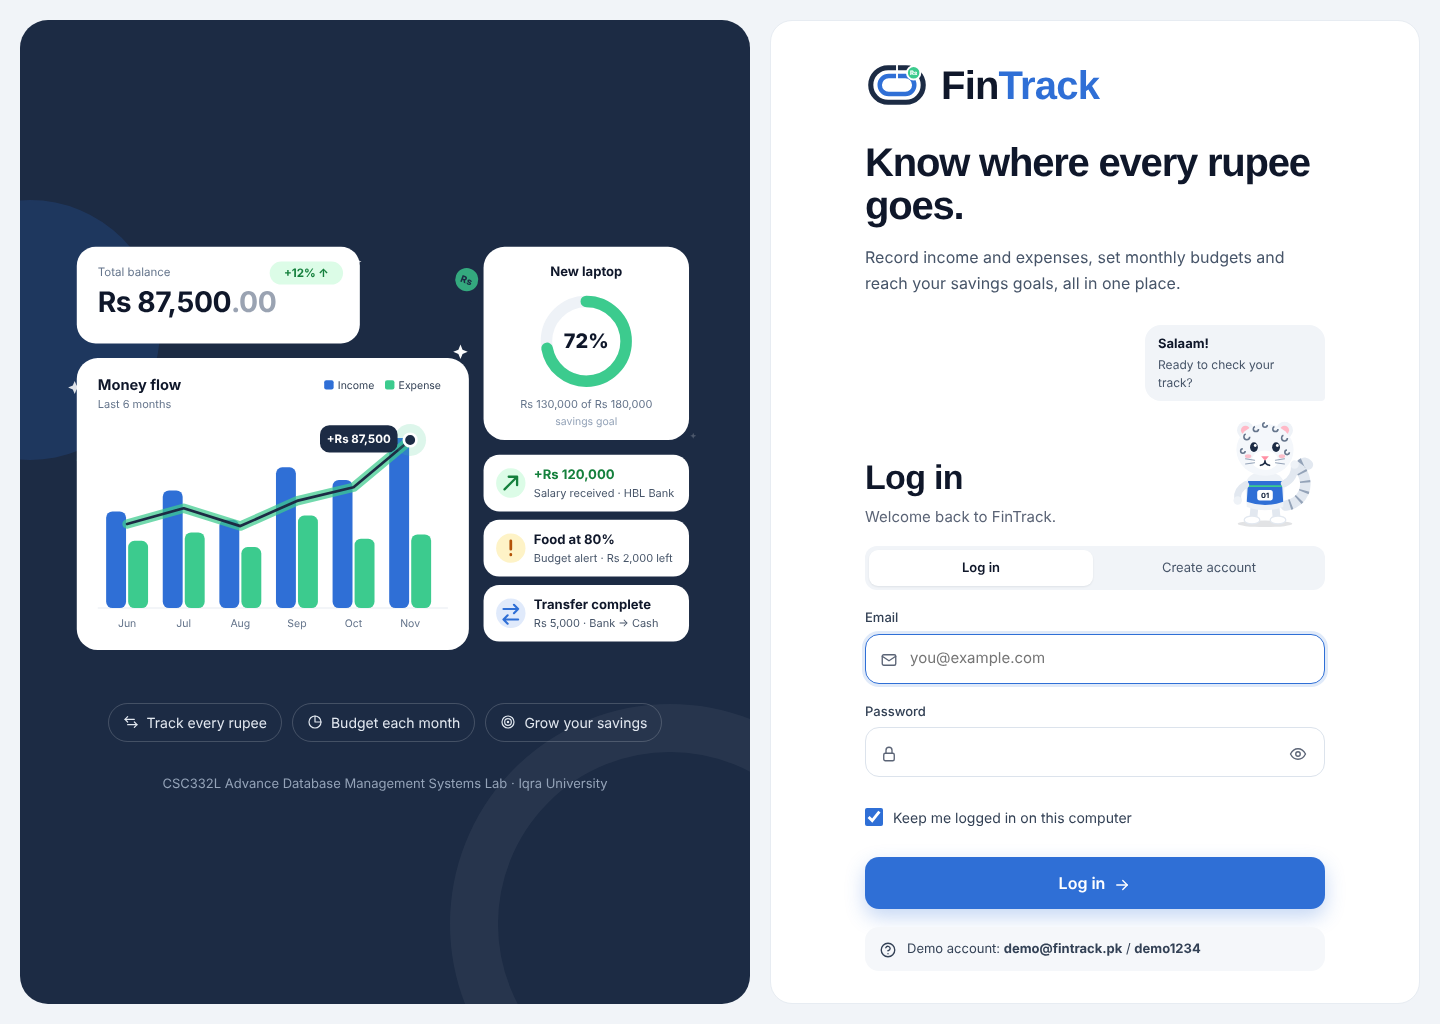 Total balance
+12% ↑
Rs 87,500.00
Rs
New laptop
72%
Rs 130,000 of Rs 180,000
savings goal
Money flow
Last 6 months
Income
Expense
+Rs 87,500
Jun
Jul
Aug
Sep
Oct
Nov
+Rs 120,000
Salary received · HBL Bank
!
Food at 80%
Budget alert · Rs 2,000 left
Transfer complete
Rs 5,000 · Bank → Cash
Track every rupee
Budget each month
Grow your savings
CSC332L Advance Database Management Systems Lab · Iqra University
Rs
FinTrack
Know where every rupee
goes.
Record income and expenses, set monthly budgets and
reach your savings goals, all in one place.
Salaam!
Ready to check your
track?
01
Log in
Welcome back to FinTrack.
Log in
Create account
Email
you@example.com
Password
Keep me logged in on this computer
Log in →
Demo account: demo@fintrack.pk / demo1234